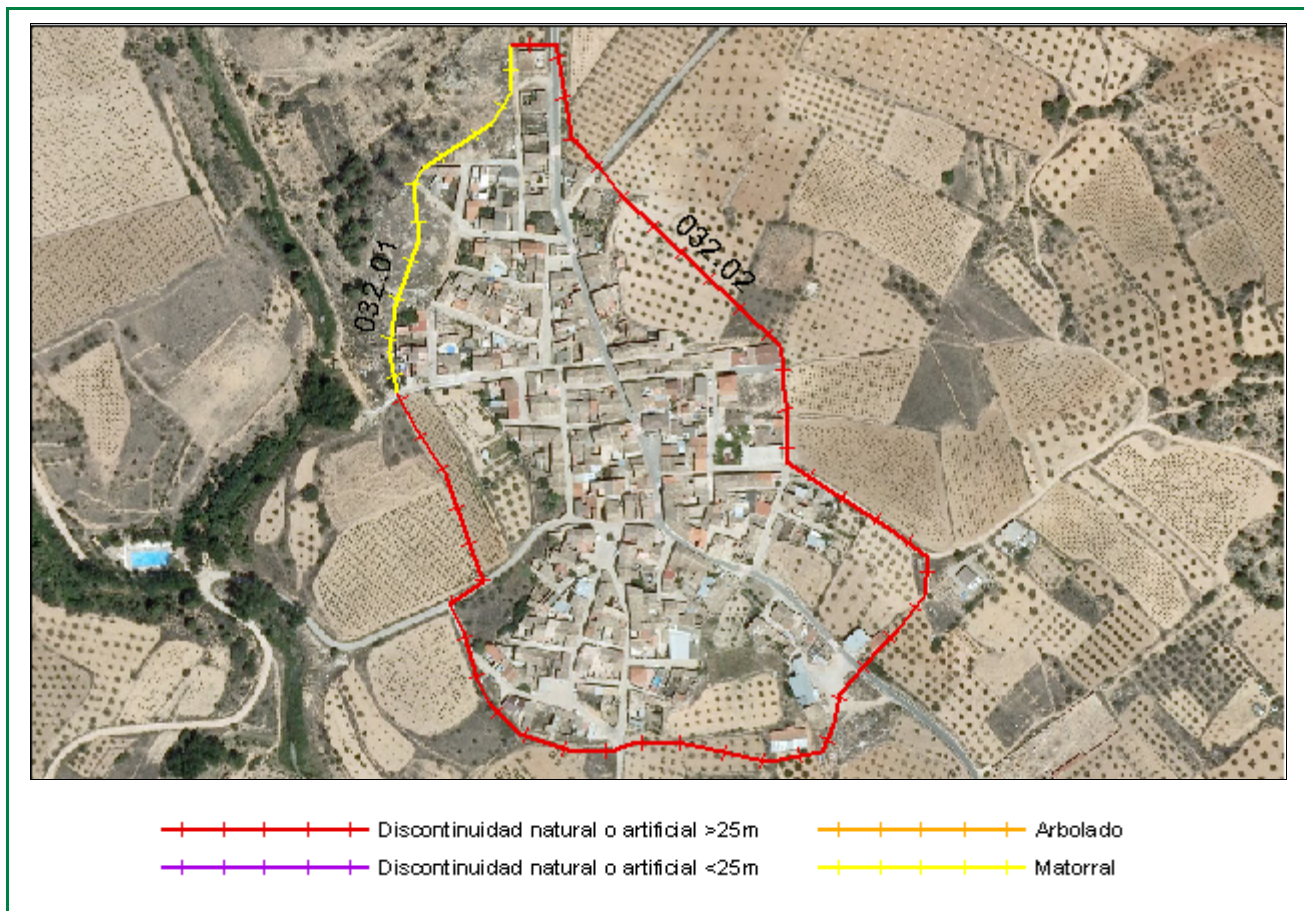 032.01
032.02
Discontinuidad natural o artificial >25m
Arbolado
Discontinuidad natural o artificial <25m
Matorral